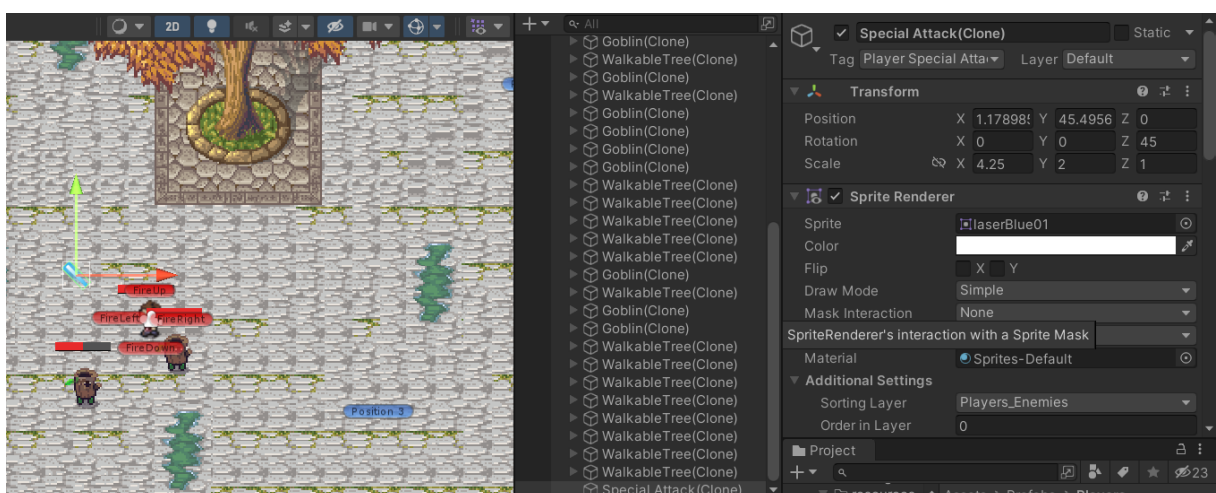 2D
FireUp
FireLeft
FireRight
FireDown
Position 3
All
Goblin(Clone)
WalkableTree(Clone)
Goblin(Clone)
WalkableTree(Clone)
Goblin(Clone)
Goblin(Clone)
Goblin(Clone)
Goblin(Clone)
WalkableTree(Clone)
WalkableTree(Clone)
WalkableTree(Clone)
WalkableTree(Clone)
WalkableTree(Clone)
Goblin(Clone)
WalkableTree(Clone)
Goblin(Clone)
Goblin(Clone)
WalkableTree(Clone)
WalkableTree(Clone)
WalkableTree(Clone)
WalkableTree(Clone)
WalkableTree(Clone)
WalkableTree(Clone)
WalkableTree(Clone)
WalkableTree(Clone)
Special Attack(Clone)
Special Attack(Clone) Static
Tag Player Special Atta Layer Default
Transform
Position X 1.17898 Y 45.4956 Z 0
Rotation X 0 Y 0 Z 45
Scale X 4.25 Y 2 Z 1
Sprite Renderer
Sprite laserBlue01
Color
Flip X Y
Draw Mode Simple
Mask Interaction None
SpriteRenderer's interaction with a Sprite Mask
Material Sprites-Default
Additional Settings
Sorting Layer Players_Enemies
Order in Layer 0
Project
23